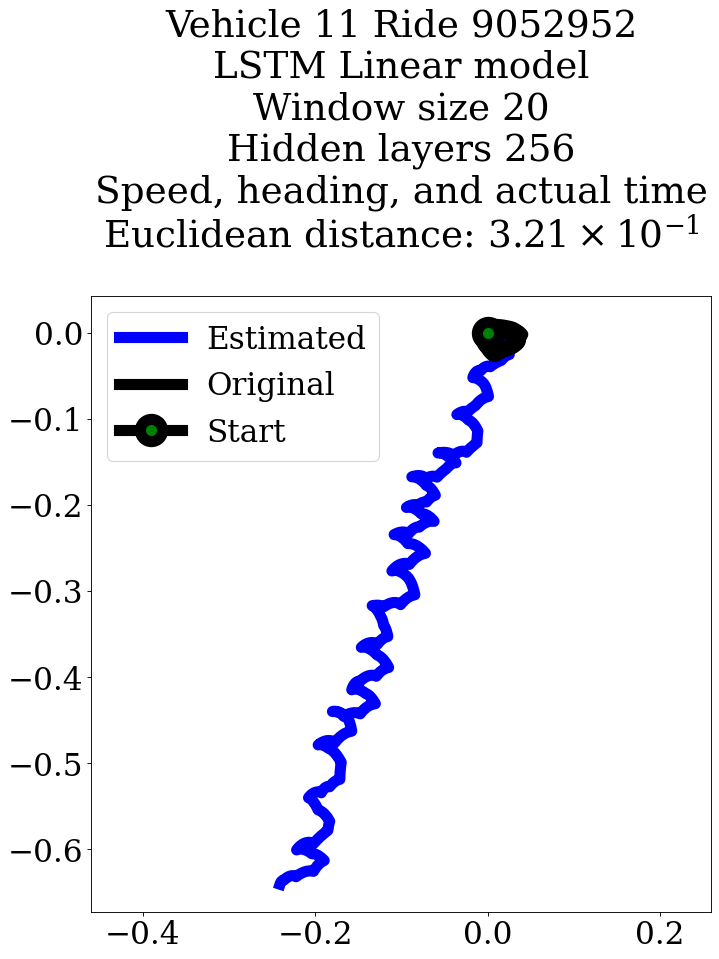 Vehicle 11 Ride 9052952
LSTM Linear model
Window size 20
Hidden layers 256
Speed, heading, and actual time
Euclidean distance: 3.21 × 10⁻¹
Estimated
Original
Start
0.0
−0.1
−0.2
−0.3
−0.4
−0.5
−0.6
−0.4 −0.2 0.0 0.2